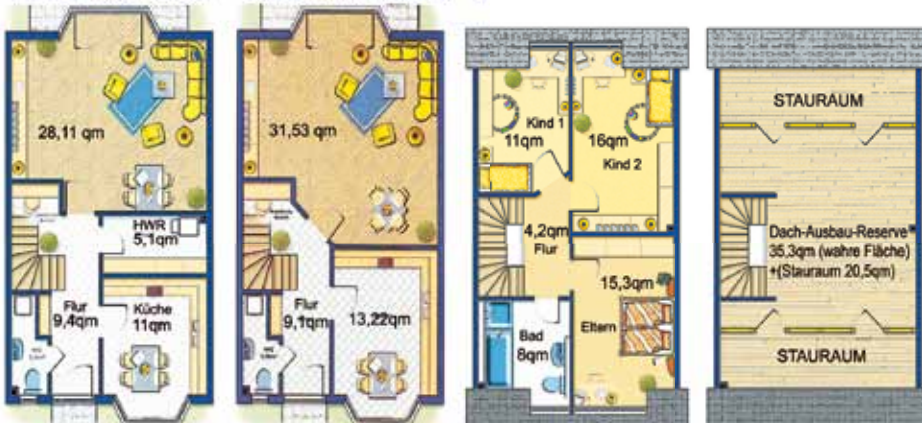 28,11 qm
HWR
5,1qm
Flur
9,4qm
Küche
11qm
31,53 qm
Flur
9,1qm
13,22qm
Kind 1
11qm
16qm
Kind 2
4,2qm
Flur
15,3qm
Eltern
Bad
8qm
STAURAUM
Dach-Ausbau-Reserve
35,3qm (wahre Fläche)
+(Stauraum 20,5qm)
STAURAUM